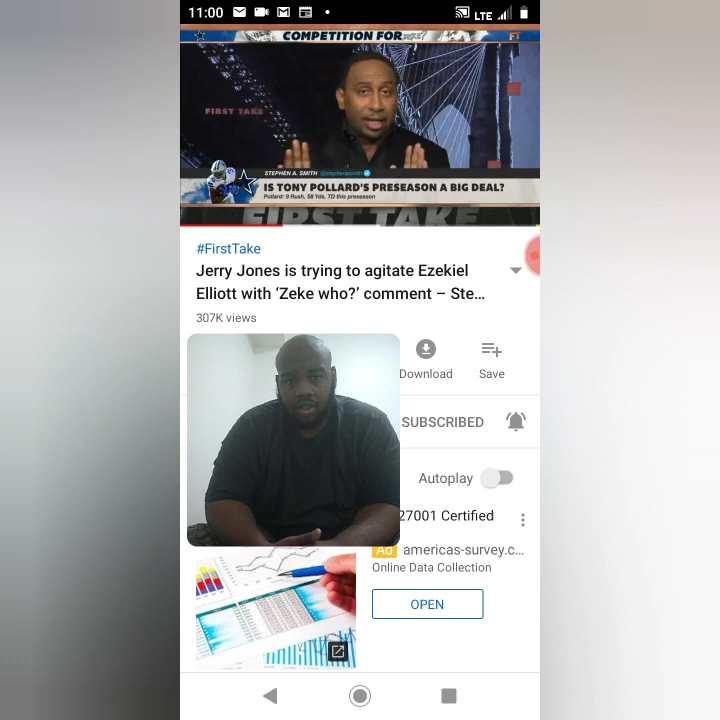 11:00
LTE
COMPETITION FOR ZEKE?
FT
FIRST TAKE
STEPHEN A. SMITH @stephenasmith
IS TONY POLLARD'S PRESEASON A BIG DEAL?
Pollard: 9 Rush, 58 Yds, TD this preseason
FIRST TAKE
#FirstTake
Jerry Jones is trying to agitate Ezekiel
Elliott with ‘Zeke who?’ comment – Ste...
307K views
Download
Save
SUBSCRIBED
Autoplay
27001 Certified
Ad americas-survey.c...
Online Data Collection
OPEN